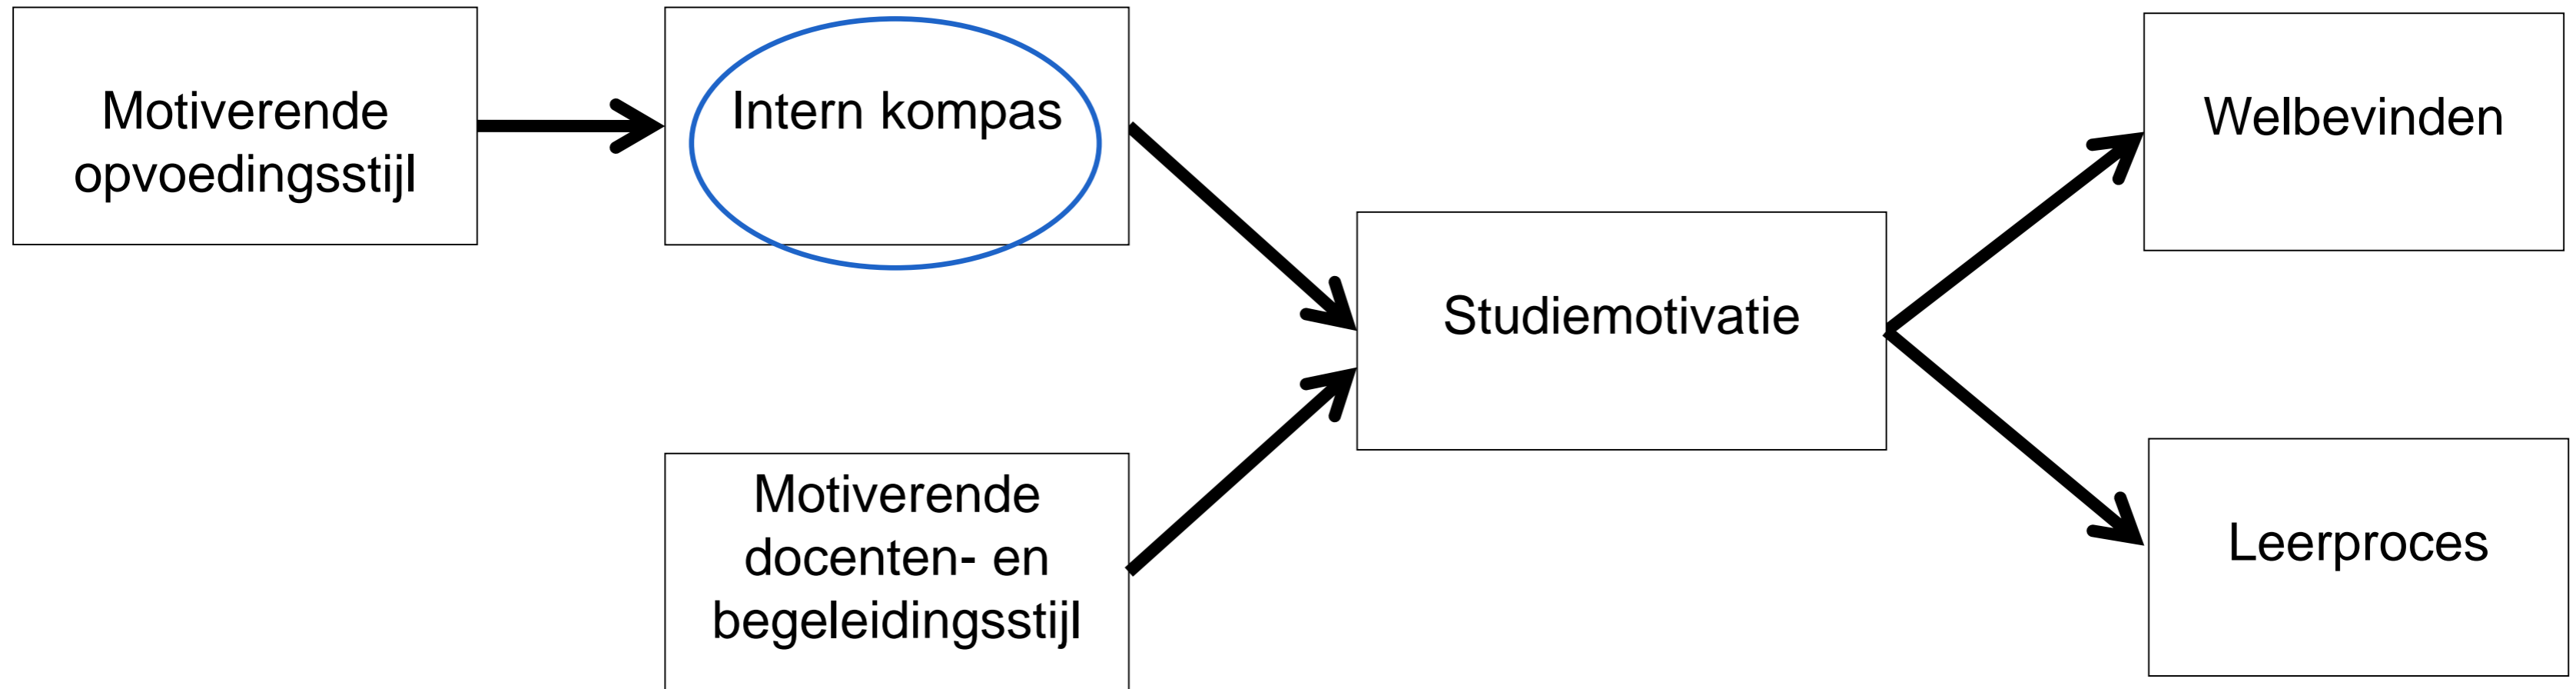 Motiverende
opvoedingsstijl
Intern kompas
Motiverende
docenten- en
begeleidingsstijl
Studiemotivatie
Welbevinden
Leerproces